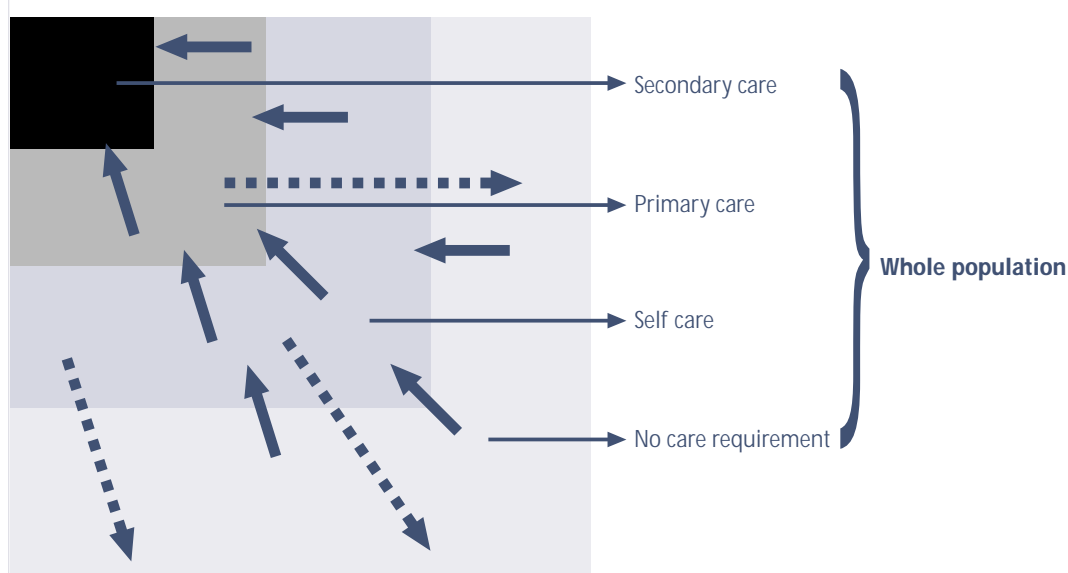 Secondary care
Primary care
Whole population
Self care
No care requirement